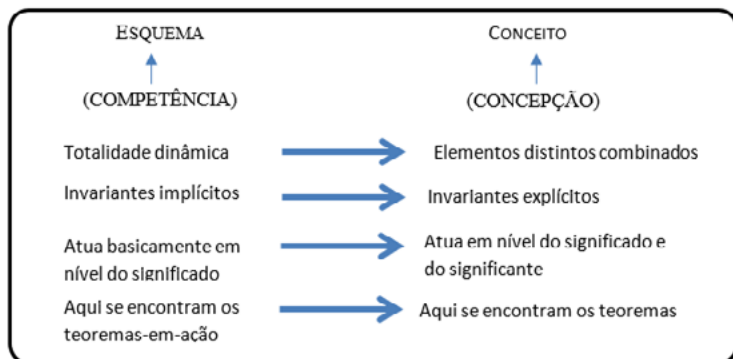 ESQUEMA CONCEITO
(COMPETÊNCIA) (CONCEPÇÃO)
Totalidade dinâmica Elementos distintos combinados
Invariantes implícitos Invariantes explícitos
Atua basicamente em Atua em nível do significado e
nível do significado do significante
Aqui se encontram os Aqui se encontram os teoremas
teoremas-em-ação